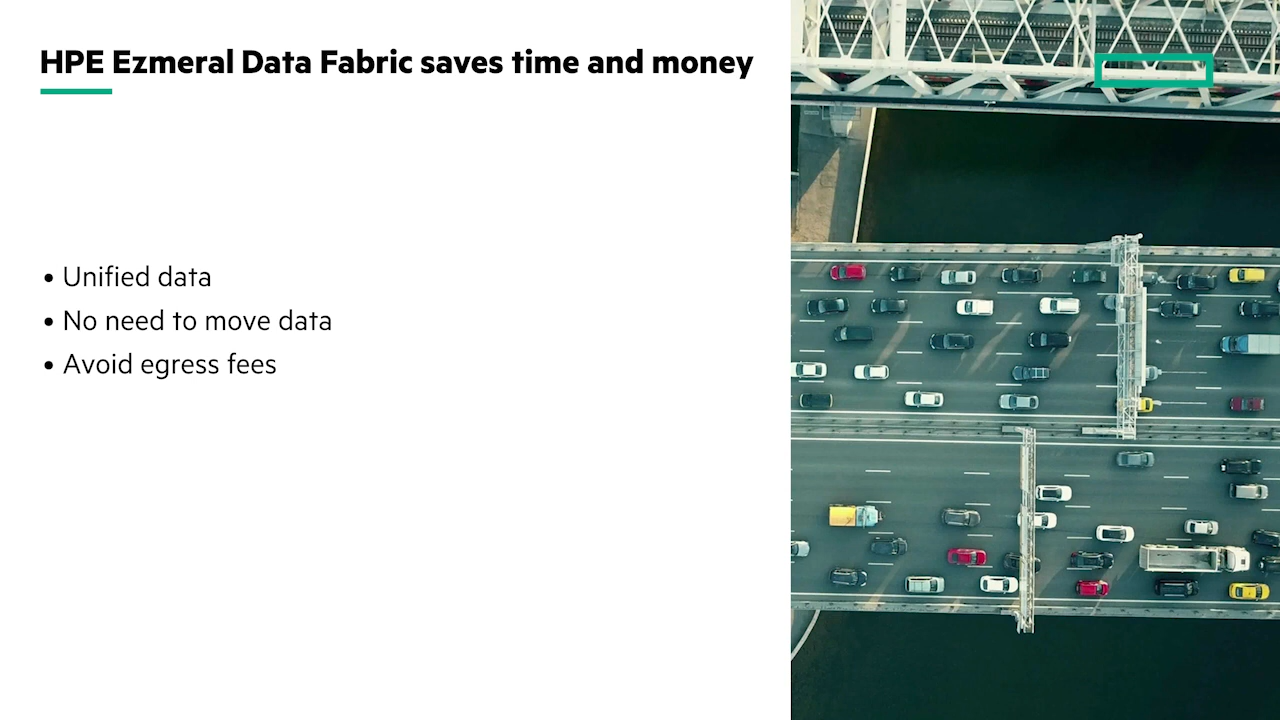 HPE Ezmeral Data Fabric saves time and money
• Unified data
• No need to move data
• Avoid egress fees